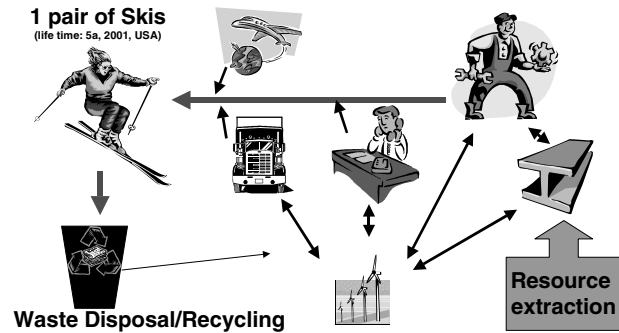 1 pair of Skis
(life time: 5a, 2001, USA)
Resource
extraction
Waste Disposal/Recycling